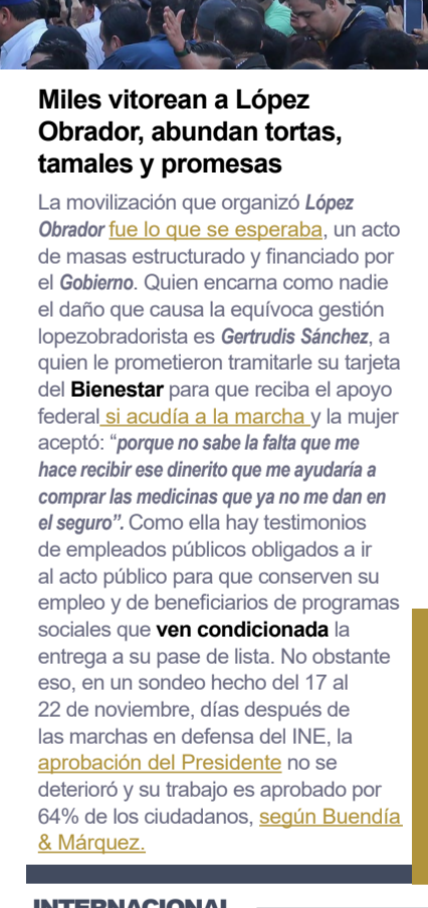 Miles vitorean a López
Obrador, abundan tortas,
tamales y promesas
La movilización que organizó López
Obrador fue lo que se esperaba, un acto
de masas estructurado y financiado por
el Gobierno. Quien encarna como nadie
el daño que causa la equívoca gestión
lopezobradorista es Gertrudis Sánchez, a
quien le prometieron tramitarle su tarjeta
del Bienestar para que reciba el apoyo
federal si acudía a la marcha y la mujer
aceptó: “porque no sabe la falta que me
hace recibir ese dinerito que me ayudaría a
comprar las medicinas que ya no me dan en
el seguro”. Como ella hay testimonios
de empleados públicos obligados a ir
al acto público para que conserven su
empleo y de beneficiarios de programas
sociales que ven condicionada la
entrega a su pase de lista. No obstante
eso, en un sondeo hecho del 17 al
22 de noviembre, días después de
las marchas en defensa del INE, la
aprobación del Presidente no se
deterioró y su trabajo es aprobado por
64% de los ciudadanos, según Buendía
& Márquez.
INTERNACIONAL